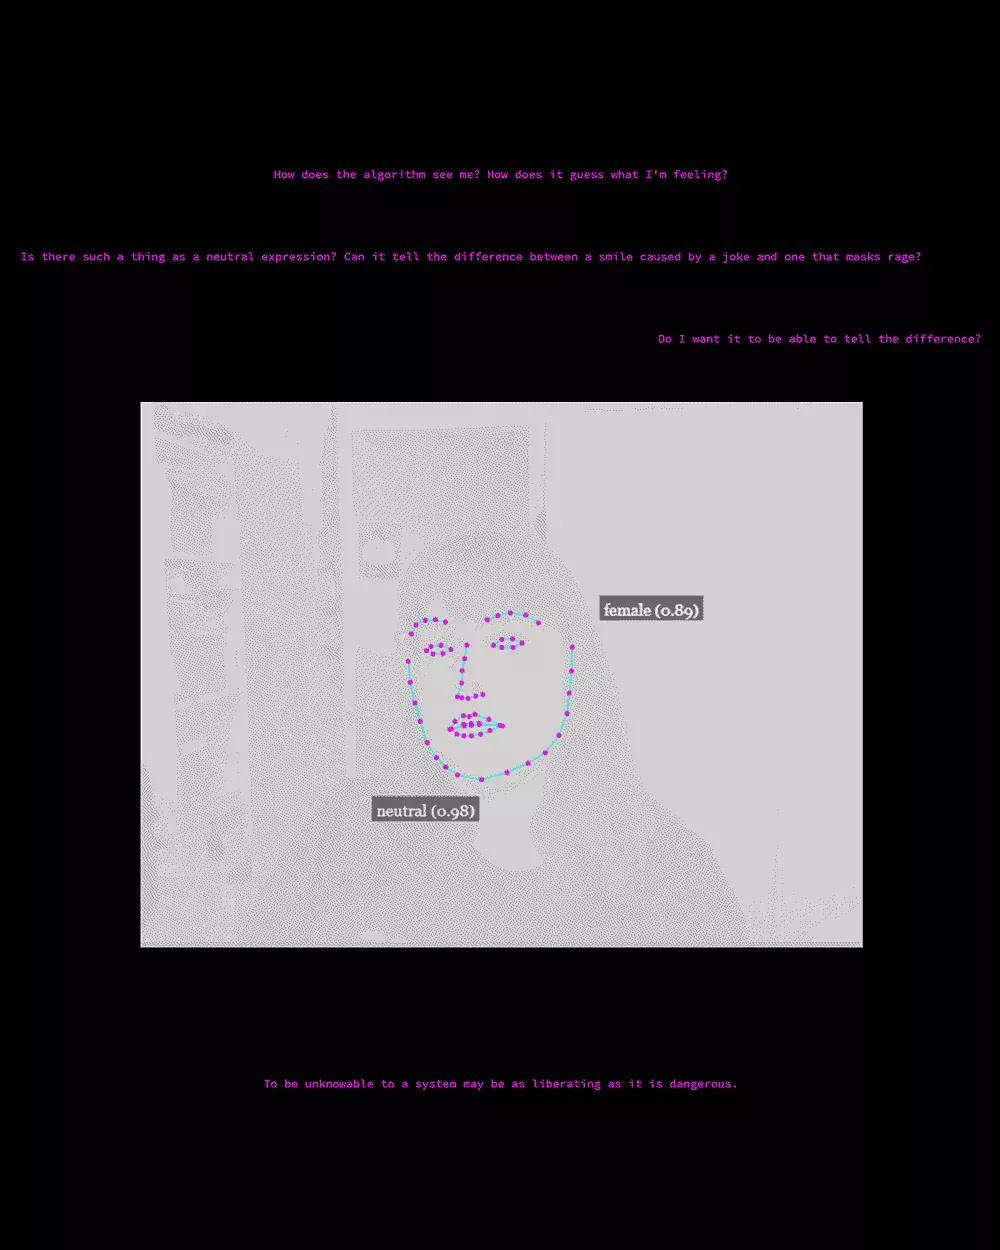 How does the algorithm see me? How does it guess what I'm feeling?
Is there such a thing as a neutral expression? Can it tell the difference between a smile caused by a joke and one that masks rage?
Do I want it to be able to tell the difference?
female (0.89)
neutral (0.98)
To be unknowable to a system may be as liberating as it is dangerous.